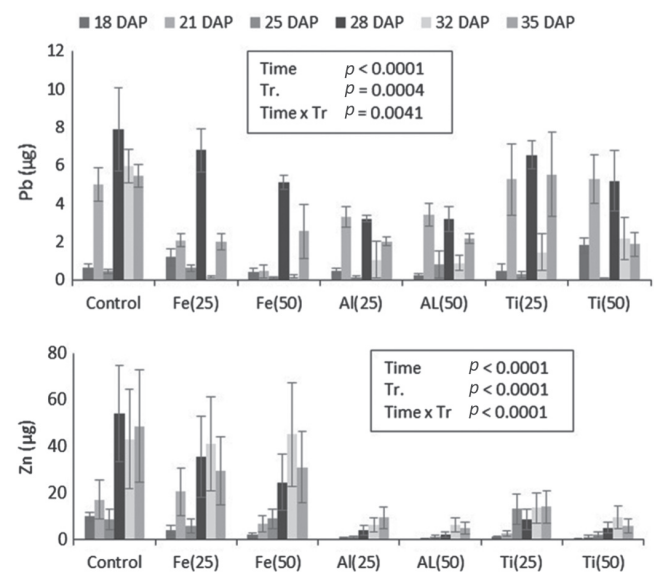 18 DAP 21 DAP 25 DAP 28 DAP 32 DAP 35 DAP
12
10
8
6
4
2
0
Pb (µg)
Time p < 0.0001
Tr. p = 0.0004
Time x Tr p = 0.0041
Control Fe(25) Fe(50) Al(25) AL(50) Ti(25) Ti(50)
80
60
40
20
0
Zn (µg)
Time p < 0.0001
Tr. p < 0.0001
Time x Tr p < 0.0001
Control Fe(25) Fe(50) Al(25) AL(50) Ti(25) Ti(50)